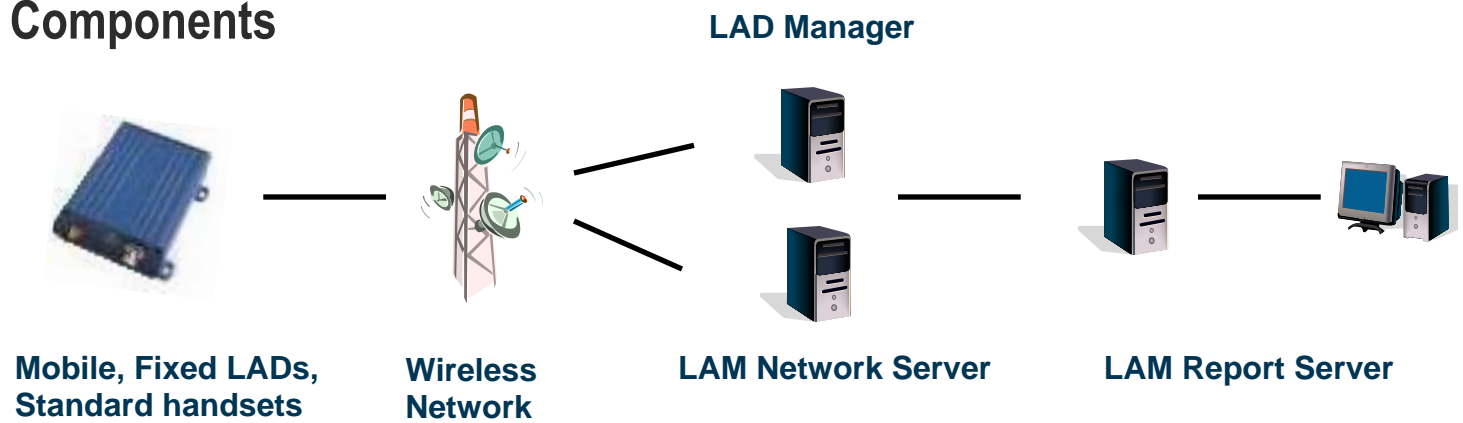 Components
LAD Manager
Mobile, Fixed LADs,
Standard handsets
Wireless
Network
LAM Network Server
LAM Report Server